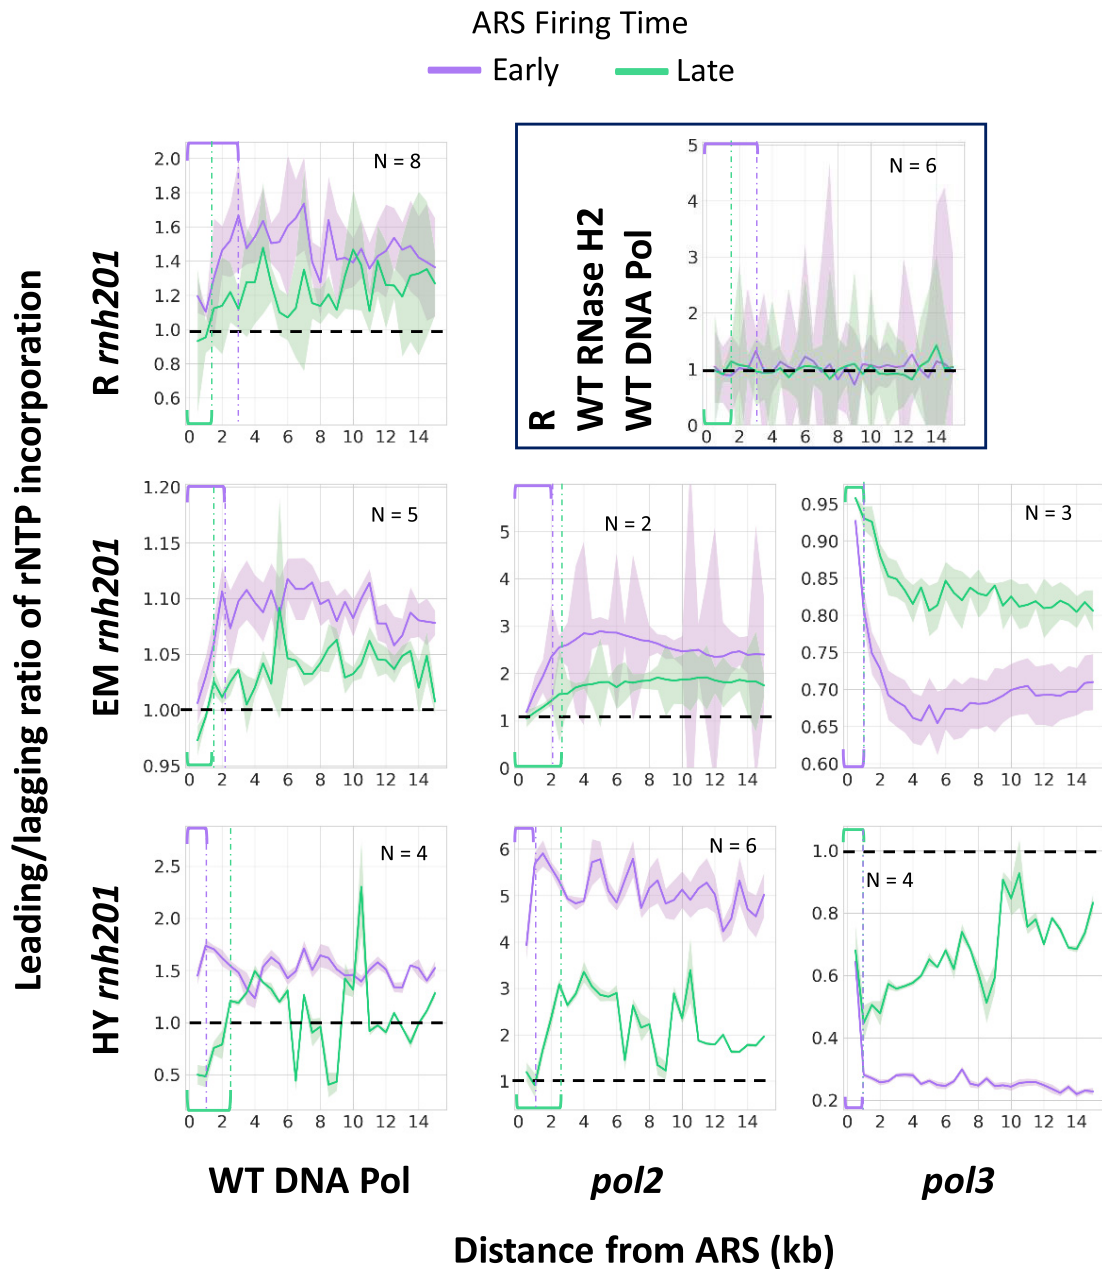 ARS Firing Time
Early
Late
Leading/lagging ratio of rNTP incorporation
R rnh201
N = 8
2.0
1.8
1.6
1.4
1.2
1.0
0.8
0.6
0 2 4 6 8 10 12 14
R
WT RNase H2
WT DNA Pol
N = 6
5
4
3
2
1
0
0 2 4 6 8 10 12 14
EM rnh201
N = 5
1.20
1.15
1.10
1.05
1.00
0.95
0 2 4 6 8 10 12 14
N = 2
5
4
3
2
1
0
0 2 4 6 8 10 12 14
N = 3
0.95
0.90
0.85
0.80
0.70
0.65
0.60
0 2 4 6 8 10 12 14
HY rnh201
N = 4
2.5
2.0
1.5
1.0
0.5
0 2 4 6 8 10 12 14
N = 6
6
5
4
3
2
1
0 2 4 6 8 10 12 14
N = 4
1.0
0.8
0.6
0.4
0.2
0 2 4 6 8 10 12 14
WT DNA Pol
pol2
pol3
Distance from ARS (kb)